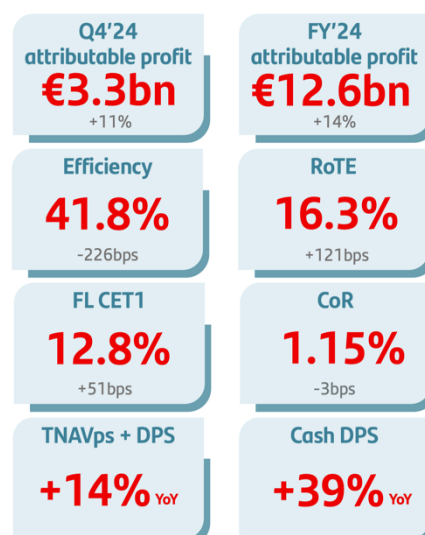 Q4'24
attributable profit
€3.3bn
+11%
FY'24
attributable profit
€12.6bn
+14%
Efficiency
41.8%
-226bps
RoTE
16.3%
+121bps
FL CET1
12.8%
+51bps
CoR
1.15%
-3bps
TNAVps + DPS
+14% YoY
Cash DPS
+39% YoY